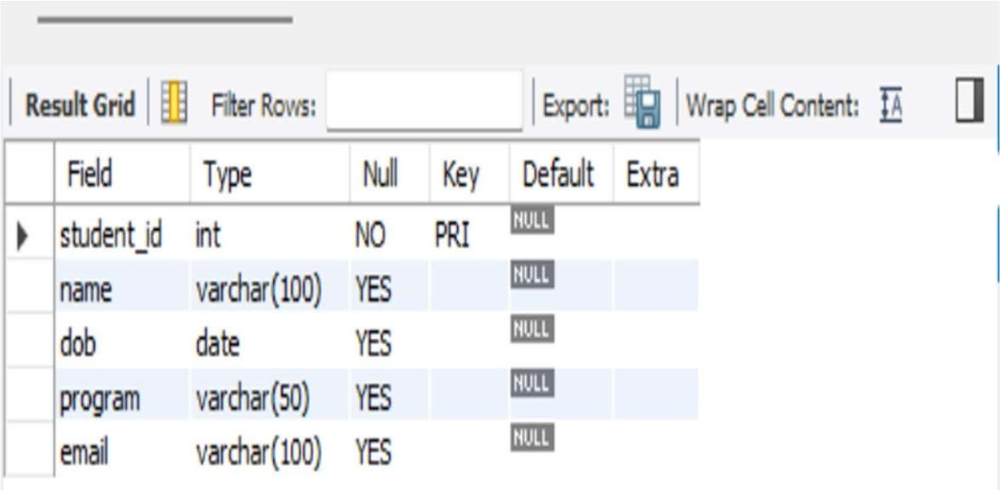 Result Grid Filter Rows: Export: Wrap Cell Content: A
Field Type Null Key Default Extra
student_id int NO PRI NULL
name varchar(100) YES NULL
dob date YES NULL
program varchar(50) YES NULL
email varchar(100) YES NULL